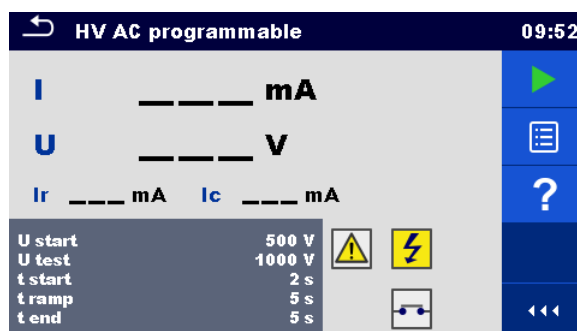 HV AC programmable 09:52
I ___ mA
U ___ V
Ir ___ mA Ic ___ mA
U start 500 V
U test 1000 V
t start 2 s
t ramp 5 s
t end 5 s
?